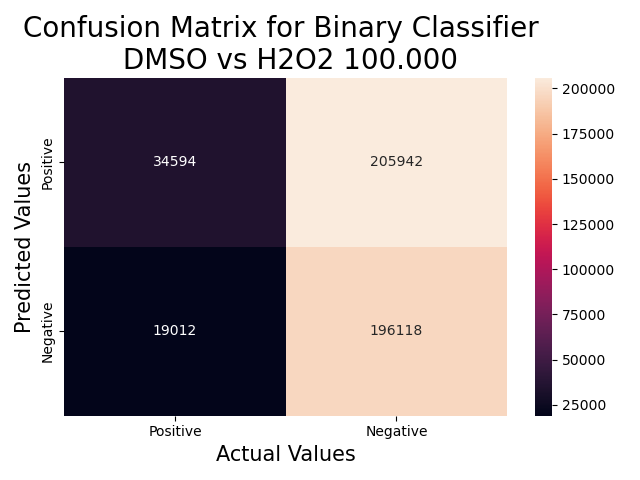 Confusion Matrix for Binary Classifier
DMSO vs H2O2 100.000
Predicted Values
Positive
Negative
34594
205942
19012
196118
Positive
Negative
Actual Values
200000
175000
150000
125000
100000
75000
50000
25000